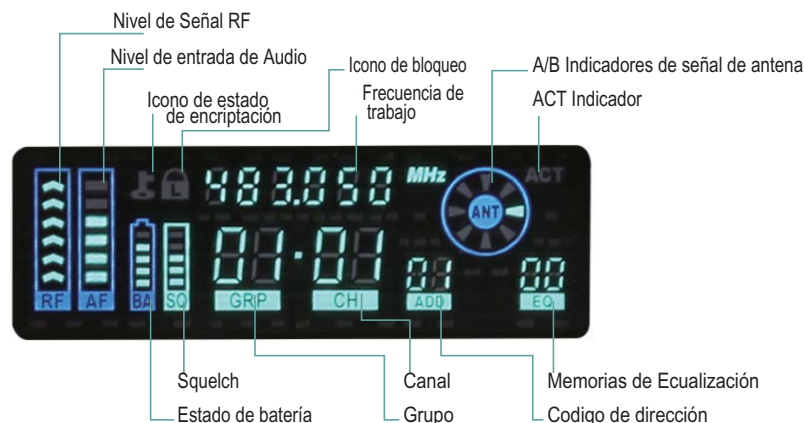 Nivel de Señal RF
Nivel de entrada de Audio
Icono de bloqueo
A/B Indicadores de señal de antena
Icono de estado
de encriptación
Frecuencia de
trabajo
ACT Indicador
L
483.050 MHz
ACT
ANT
01.01
01
00
RF AF BA SQ GRP CH ADD EQ
Squelch
Canal
Memorias de Ecualización
Estado de batería
Grupo
Codigo de dirección